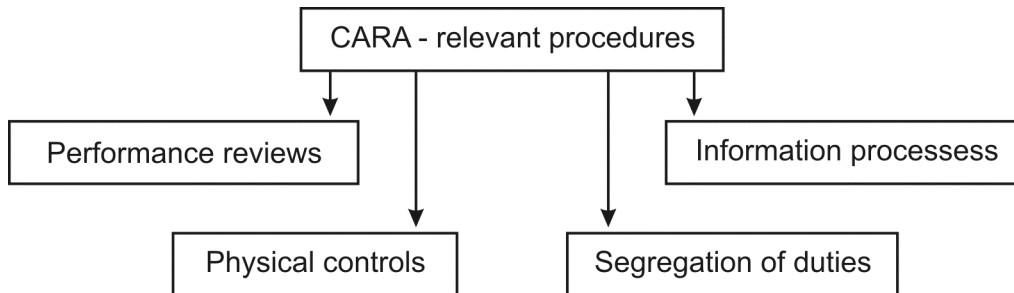 CARA - relevant procedures
Performance reviews
Information processess
Physical controls
Segregation of duties